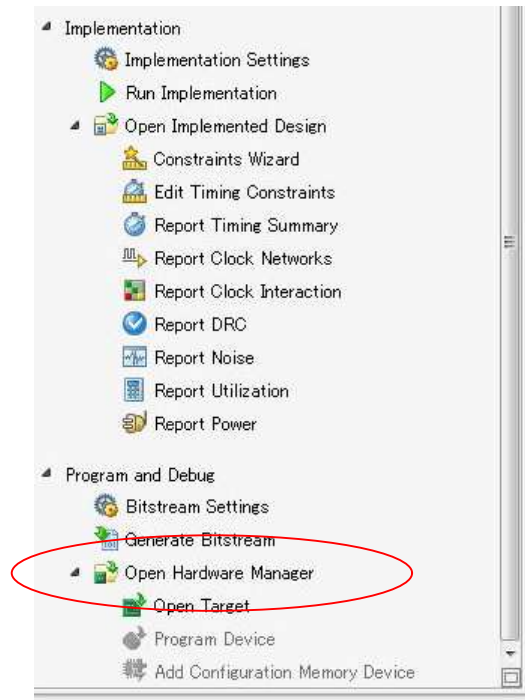 Implementation
Implementation Settings
Run Implementation
Open Implemented Design
Constraints Wizard
Edit Timing Constraints
Report Timing Summary
Report Clock Networks
Report Clock Interaction
Report DRC
Report Noise
Report Utilization
Report Power
Program and Debug
Bitstream Settings
Generate Bitstream
Open Hardware Manager
Open Target
Program Device
Add Configuration Memory Device